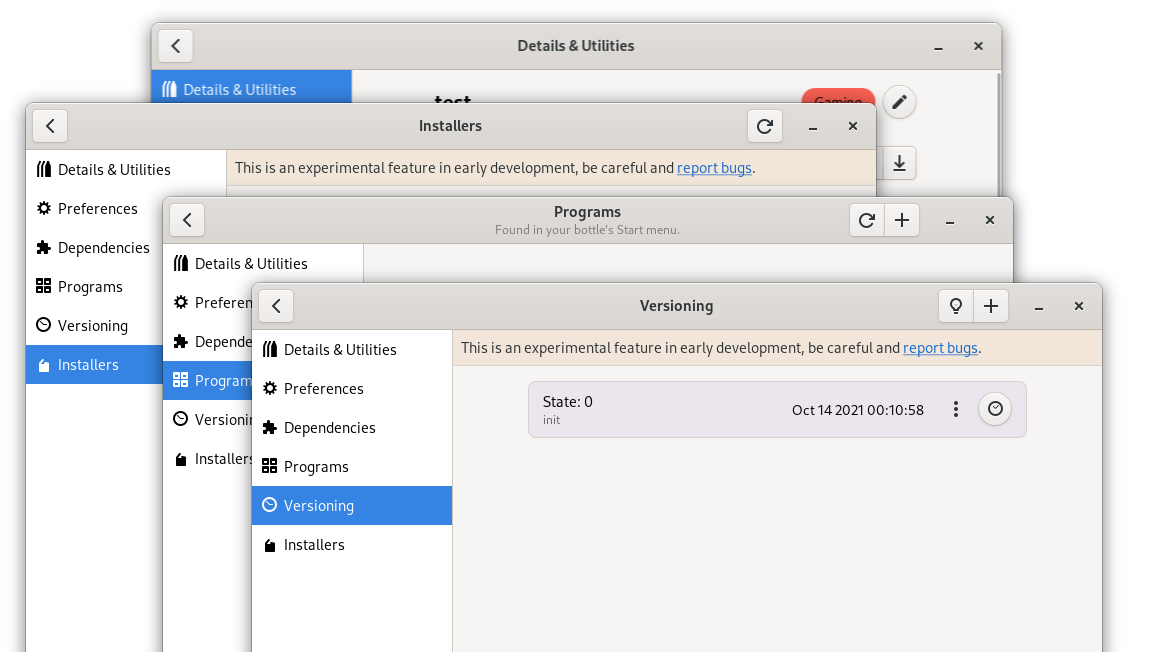 Details & Utilities
Details & Utilities
test
Gaming
Installers
Details & Utilities
This is an experimental feature in early development, be careful and report bugs.
Preferences
Dependencies
Programs
Versioning
Installers
Programs
Found in your bottle's Start menu.
Details & Utilities
Preferen
Depende
Program
Versioni
Installers
Versioning
Details & Utilities
This is an experimental feature in early development, be careful and report bugs.
Preferences
State: 0
init
Oct 14 2021 00:10:58
Dependencies
Programs
Versioning
Installers